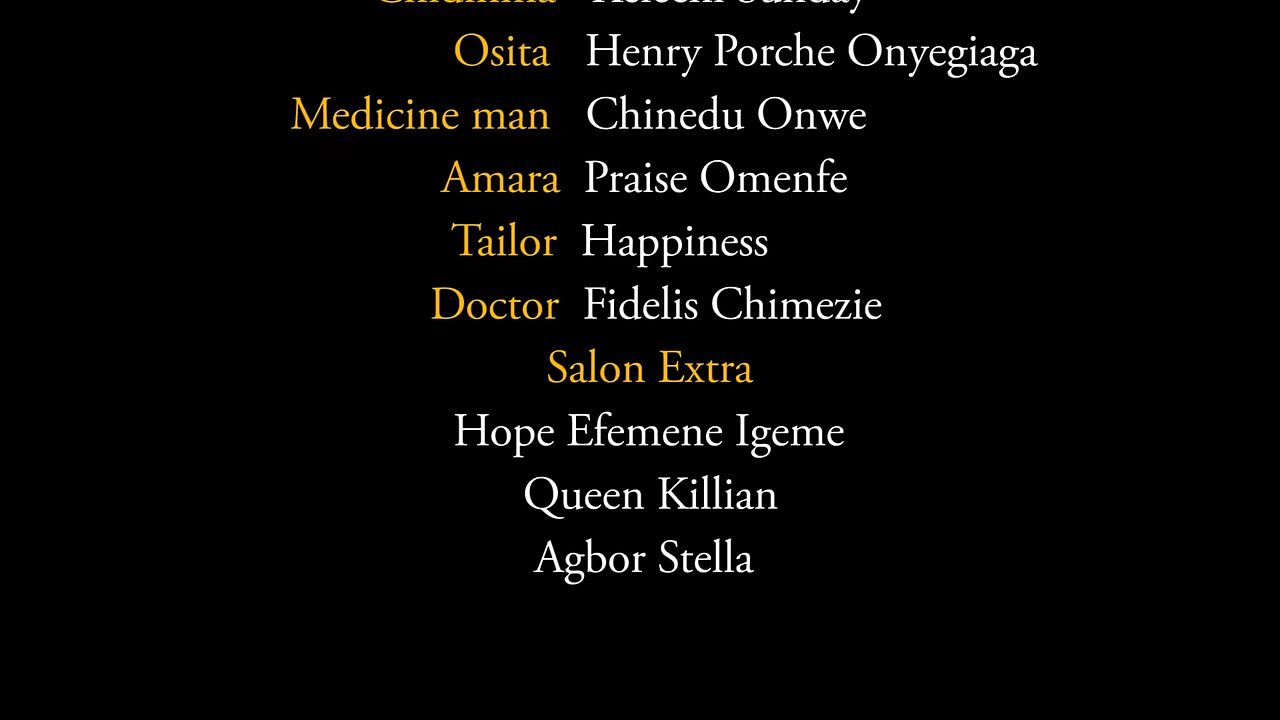 Osita Henry Porche Onyegiaga
Medicine man Chinedu Onwe
Amara Praise Omenfe
Tailor Happiness
Doctor Fidelis Chimezie
Salon Extra
Hope Efemene Igeme
Queen Killian
Agbor Stella